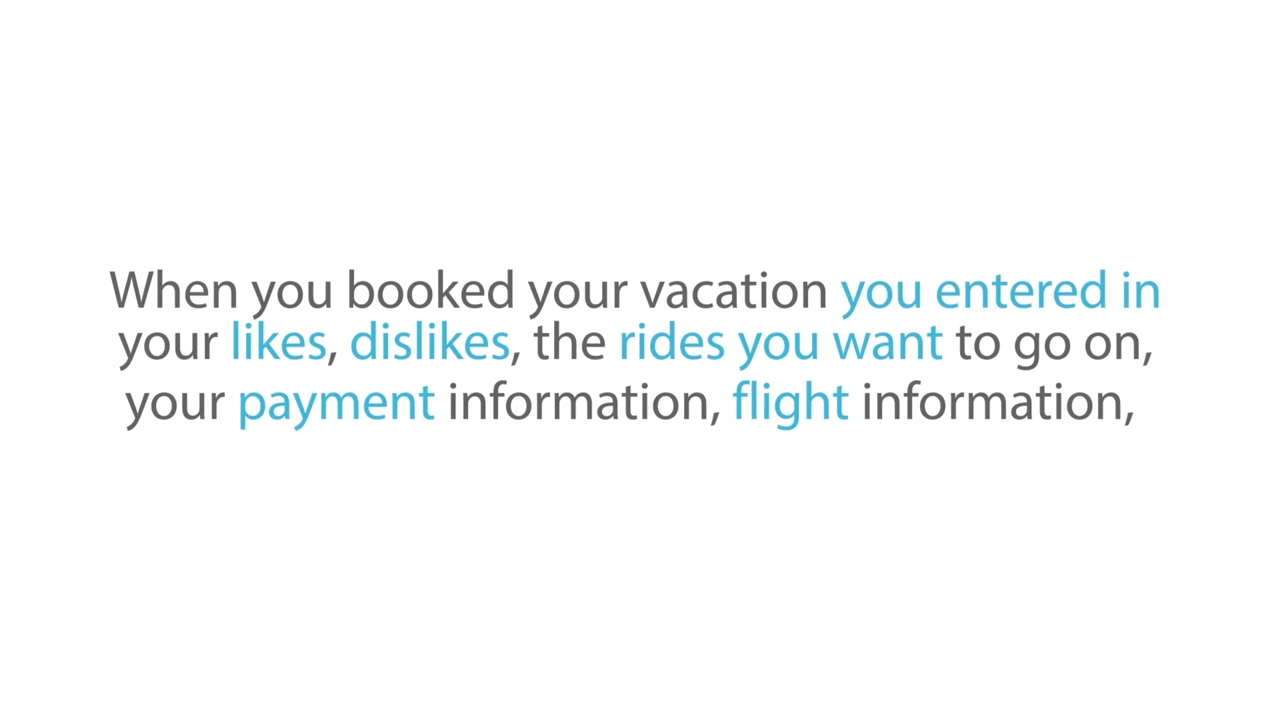 When you booked your vacation you entered in
your likes, dislikes, the rides you want to go on,
your payment information, flight information,